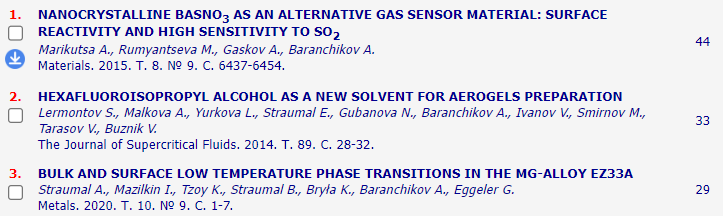 1. NANOCRYSTALLINE BASNO3 AS AN ALTERNATIVE GAS SENSOR MATERIAL: SURFACE
REACTIVITY AND HIGH SENSITIVITY TO SO2
Marikutsa A., Rumyantseva M., Gaskov A., Baranchikov A.
Materials. 2015. Т. 8. № 9. С. 6437-6454.
44
2. HEXAFLUOROISOPROPYL ALCOHOL AS A NEW SOLVENT FOR AEROGELS PREPARATION
Lermontov S., Malkova A., Yurkova L., Straumal E., Gubanova N., Baranchikov A., Ivanov V., Smirnov M.,
Tarasov V., Buznik V.
The Journal of Supercritical Fluids. 2014. Т. 89. С. 28-32.
33
3. BULK AND SURFACE LOW TEMPERATURE PHASE TRANSITIONS IN THE MG-ALLOY EZ33A
Straumal A., Mazilkin I., Tzoy K., Straumal B., Bryła K., Baranchikov A., Eggeler G.
Metals. 2020. Т. 10. № 9. С. 1-7.
29